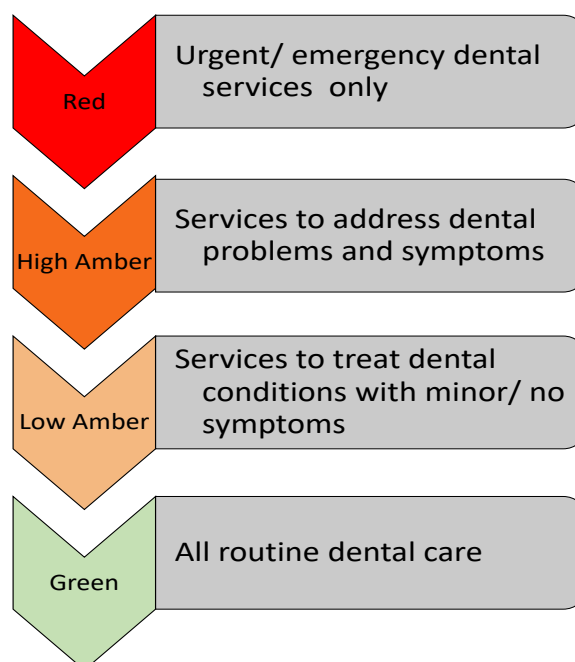 Red
Urgent/ emergency dental
services  only
High Amber
Services to address dental
problems and symptoms
Low Amber
Services to treat dental
conditions with minor/ no
symptoms
Green
All routine dental care